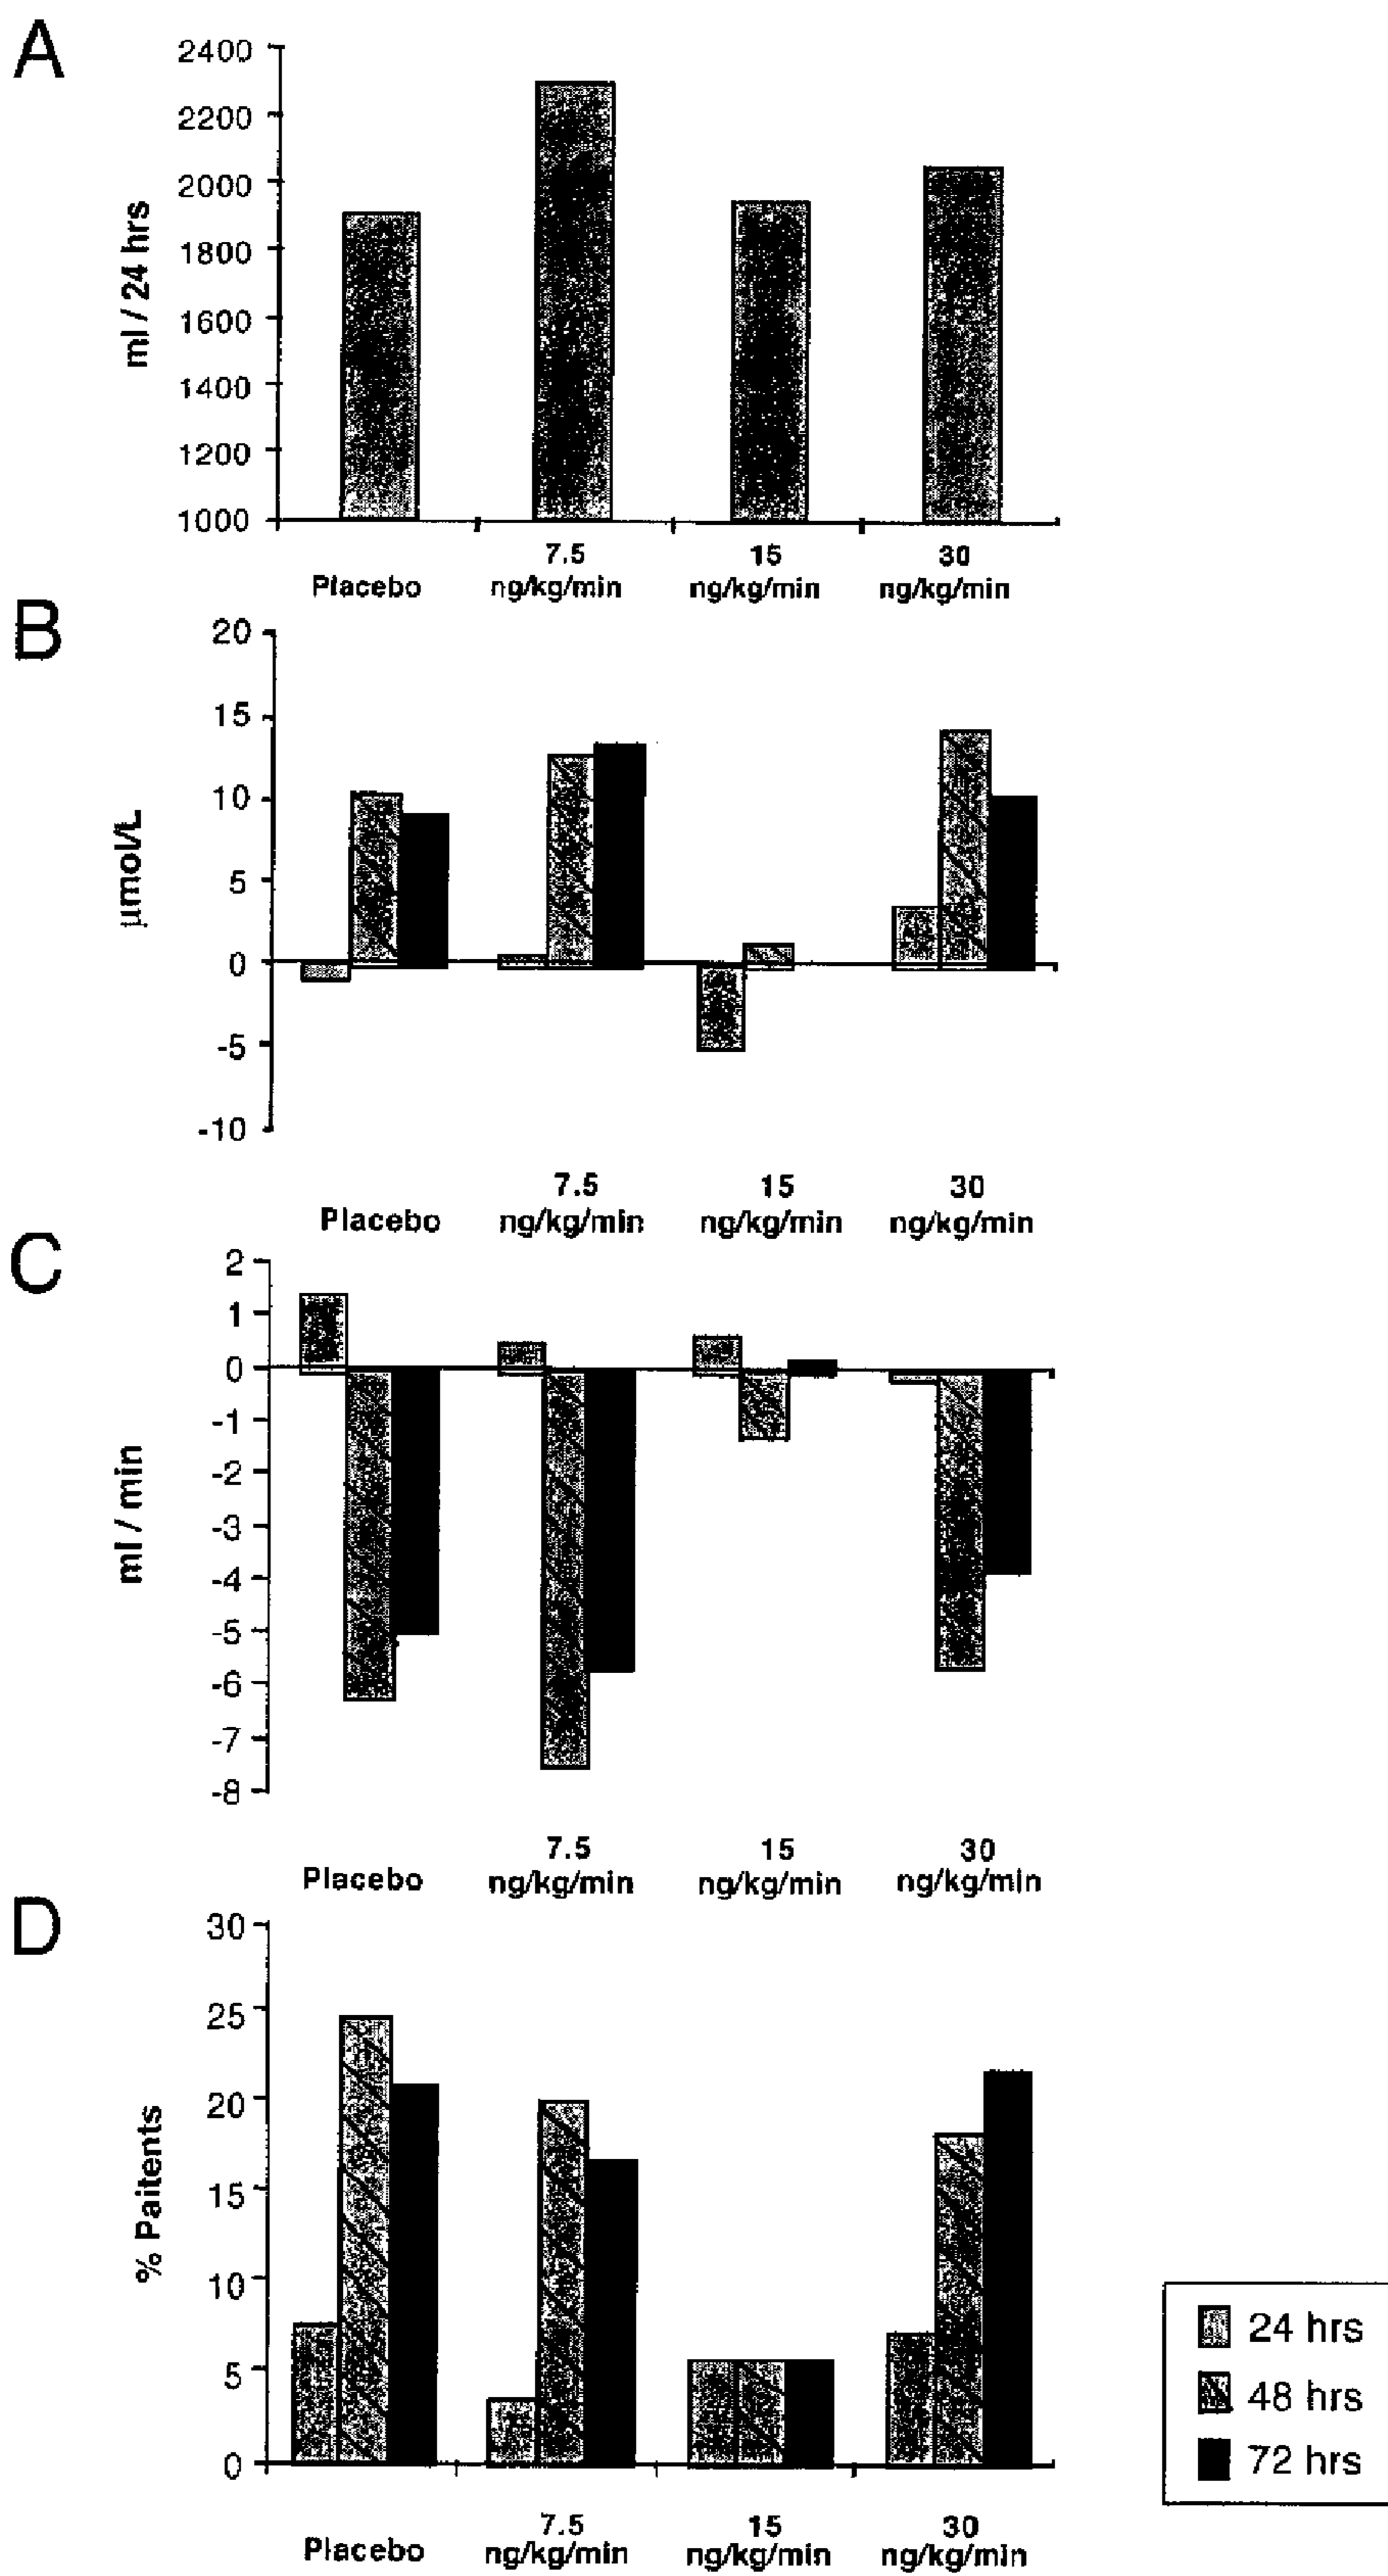 A
2400
2200
2000
1800
1600
1400
1200
1000
ml / 24 hrs
7.5 15 30
Placebo ng/kg/min ng/kg/min ng/kg/min
B
20
15
10
5
0
-5
-10
µmol/L
7.5 15 30
Placebo ng/kg/min ng/kg/min ng/kg/min
C
2
1
0
-1
-2
-3
-4
-5
-6
-7
-8
ml / min
7.5 15 30
Placebo ng/kg/min ng/kg/min ng/kg/min
D
30
25
20
15
10
5
0
% Paitents
7.5 15 30
Placebo ng/kg/min ng/kg/min ng/kg/min
24 hrs
48 hrs
72 hrs